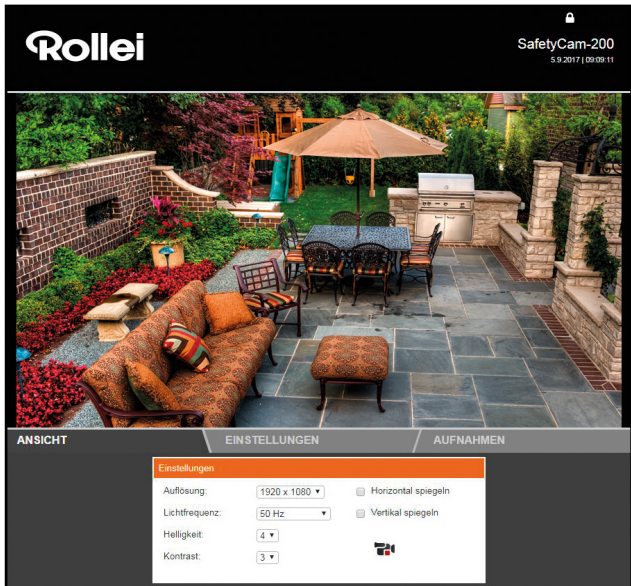 Rollei
SafetyCam-200
5.9.2017 | 09:09:11
ANSICHT
EINSTELLUNGEN
AUFNAHMEN
Einstellungen
Auflösung: 1920 x 1080 Horizontal spiegeln
Lichtfrequenz: 50 Hz Vertikal spiegeln
Helligkeit: 4
Kontrast: 3